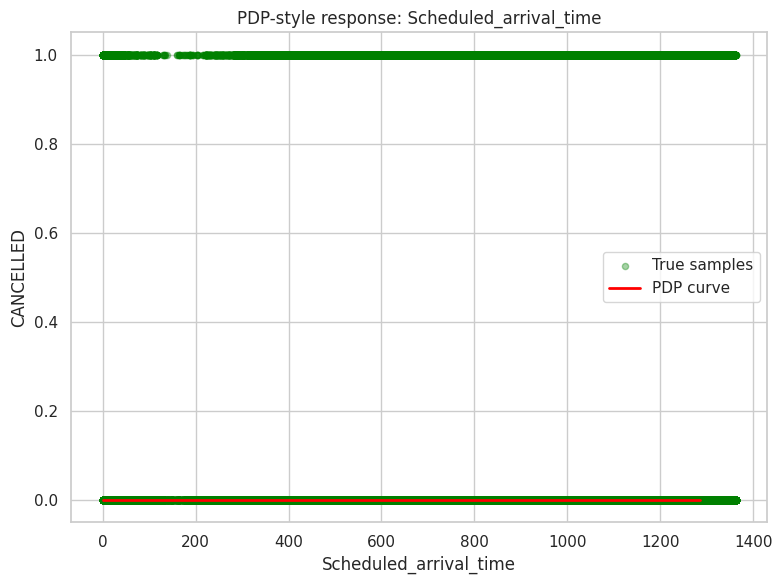 PDP-style response: Scheduled_arrival_time
1.0
0.8
0.6
0.4
0.2
0.0
CANCELLED
True samples
PDP curve
0 200 400 600 800 1000 1200 1400
Scheduled_arrival_time